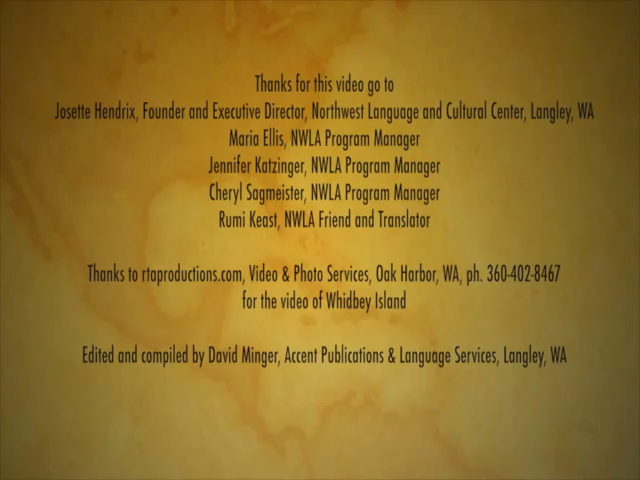 Thanks for this video go to
Josette Hendrix, Founder and Executive Director, Northwest Language and Cultural Center, Langley, WA
Maria Ellis, NWLA Program Manager
Jennifer Katzinger, NWLA Program Manager
Cheryl Sagmeister, NWLA Program Manager
Rumi Keast, NWLA Friend and Translator
Thanks to rtaproductions.com, Video & Photo Services, Oak Harbor, WA, ph. 360-402-8467
for the video of Whidbey Island
Edited and compiled by David Minger, Accent Publications & Language Services, Langley, WA